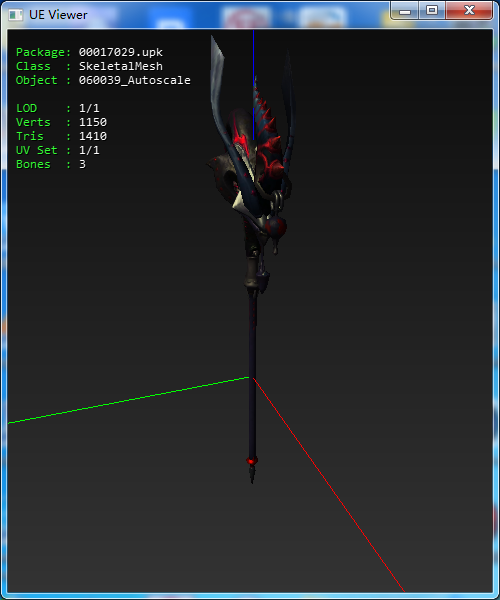 UE Viewer
Package: 00017029.upk
Class : SkeletalMesh
Object : 060039_Autoscale
LOD : 1/1
Verts : 1150
Tris : 1410
UV Set : 1/1
Bones : 3